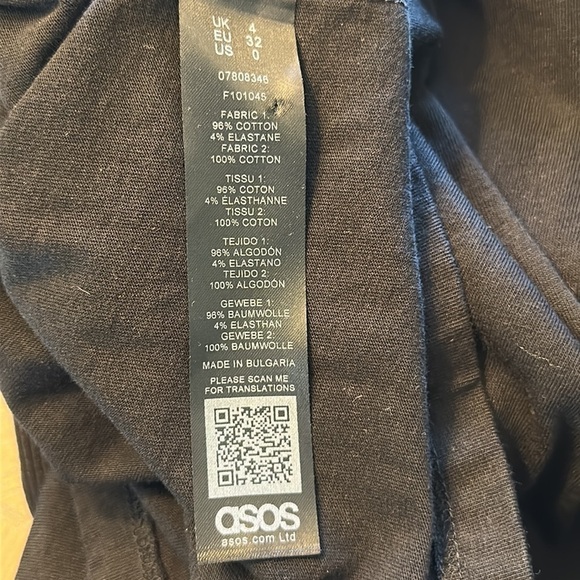 UK 4
EU 32
US 0
07808346
F101045
FABRIC 1:
96% COTTON
4% ELASTANE
FABRIC 2:
100% COTTON
TISSU 1:
96% COTON
4% ÉLASTHANNE
TISSU 2:
100% COTON
TEJIDO 1:
96% ALGODÓN
4% ELASTANO
TEJIDO 2:
100% ALGODÓN
GEWEBE 1:
96% BAUMWOLLE
4% ELASTHAN
GEWEBE 2:
100% BAUMWOLLE
MADE IN BULGARIA
PLEASE SCAN ME
FOR TRANSLATIONS
asos
asos.com Ltd